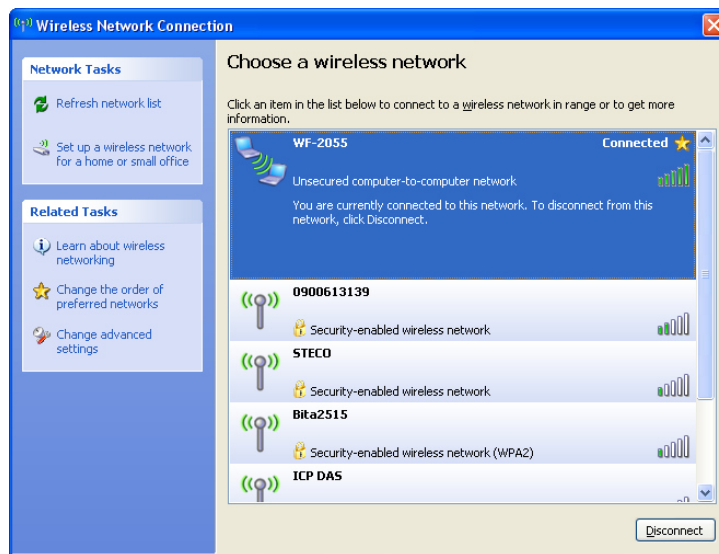 Wireless Network Connection
Network Tasks
Refresh network list
Set up a wireless network
for a home or small office
Related Tasks
Learn about wireless
networking
Change the order of
preferred networks
Change advanced
settings
Choose a wireless network
Click an item in the list below to connect to a wireless network in range or to get more
information.
WF-2055
Connected
Unsecured computer-to-computer network
You are currently connected to this network. To disconnect from this
network, click Disconnect.
0900613139
Security-enabled wireless network
STECO
Security-enabled wireless network
Bita2515
Security-enabled wireless network (WPA2)
ICP DAS
Disconnect